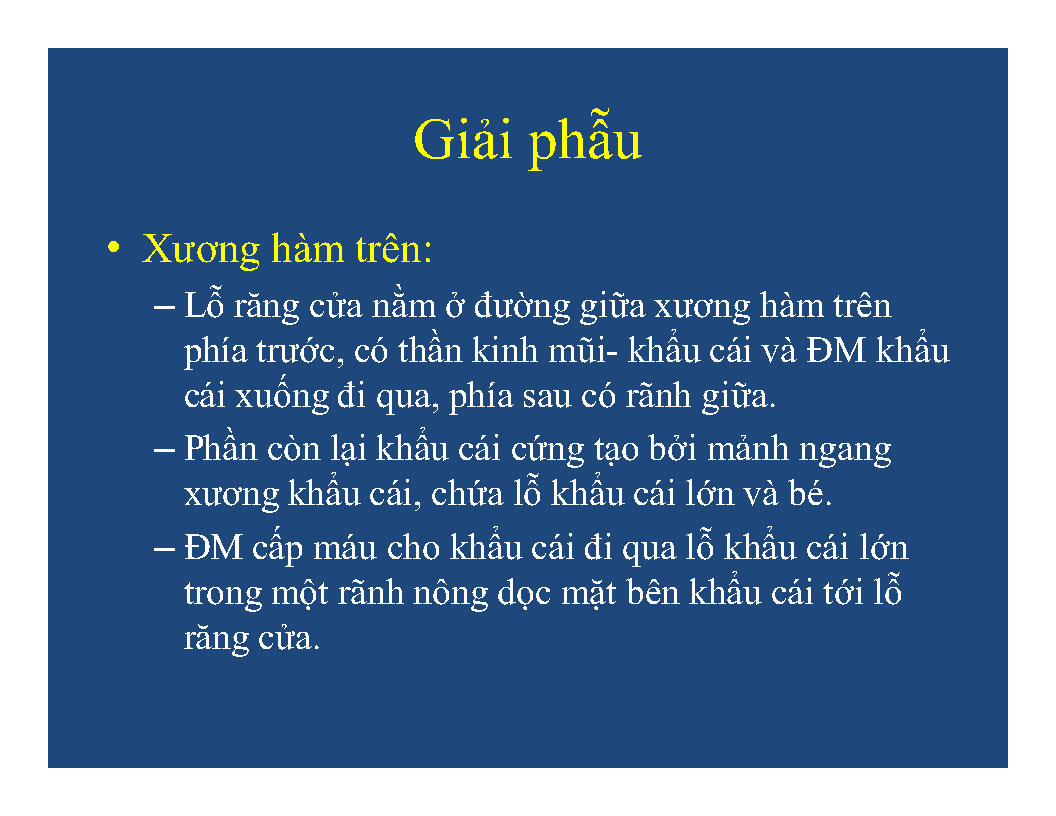 Giải phẫu
• Xương hàm trên:
– Lỗ răng cửa nằm ở đường giữa xương hàm trên
phía trước, có thần kinh mũi- khẩu cái và ĐM khẩu
cái xuống đi qua, phía sau có rãnh giữa.
– Phần còn lại khẩu cái cứng tạo bởi mảnh ngang
xương khẩu cái, chứa lỗ khẩu cái lớn và bé.
– ĐM cấp máu cho khẩu cái đi qua lỗ khẩu cái lớn
trong một rãnh nông dọc mặt bên khẩu cái tới lỗ
răng cửa.